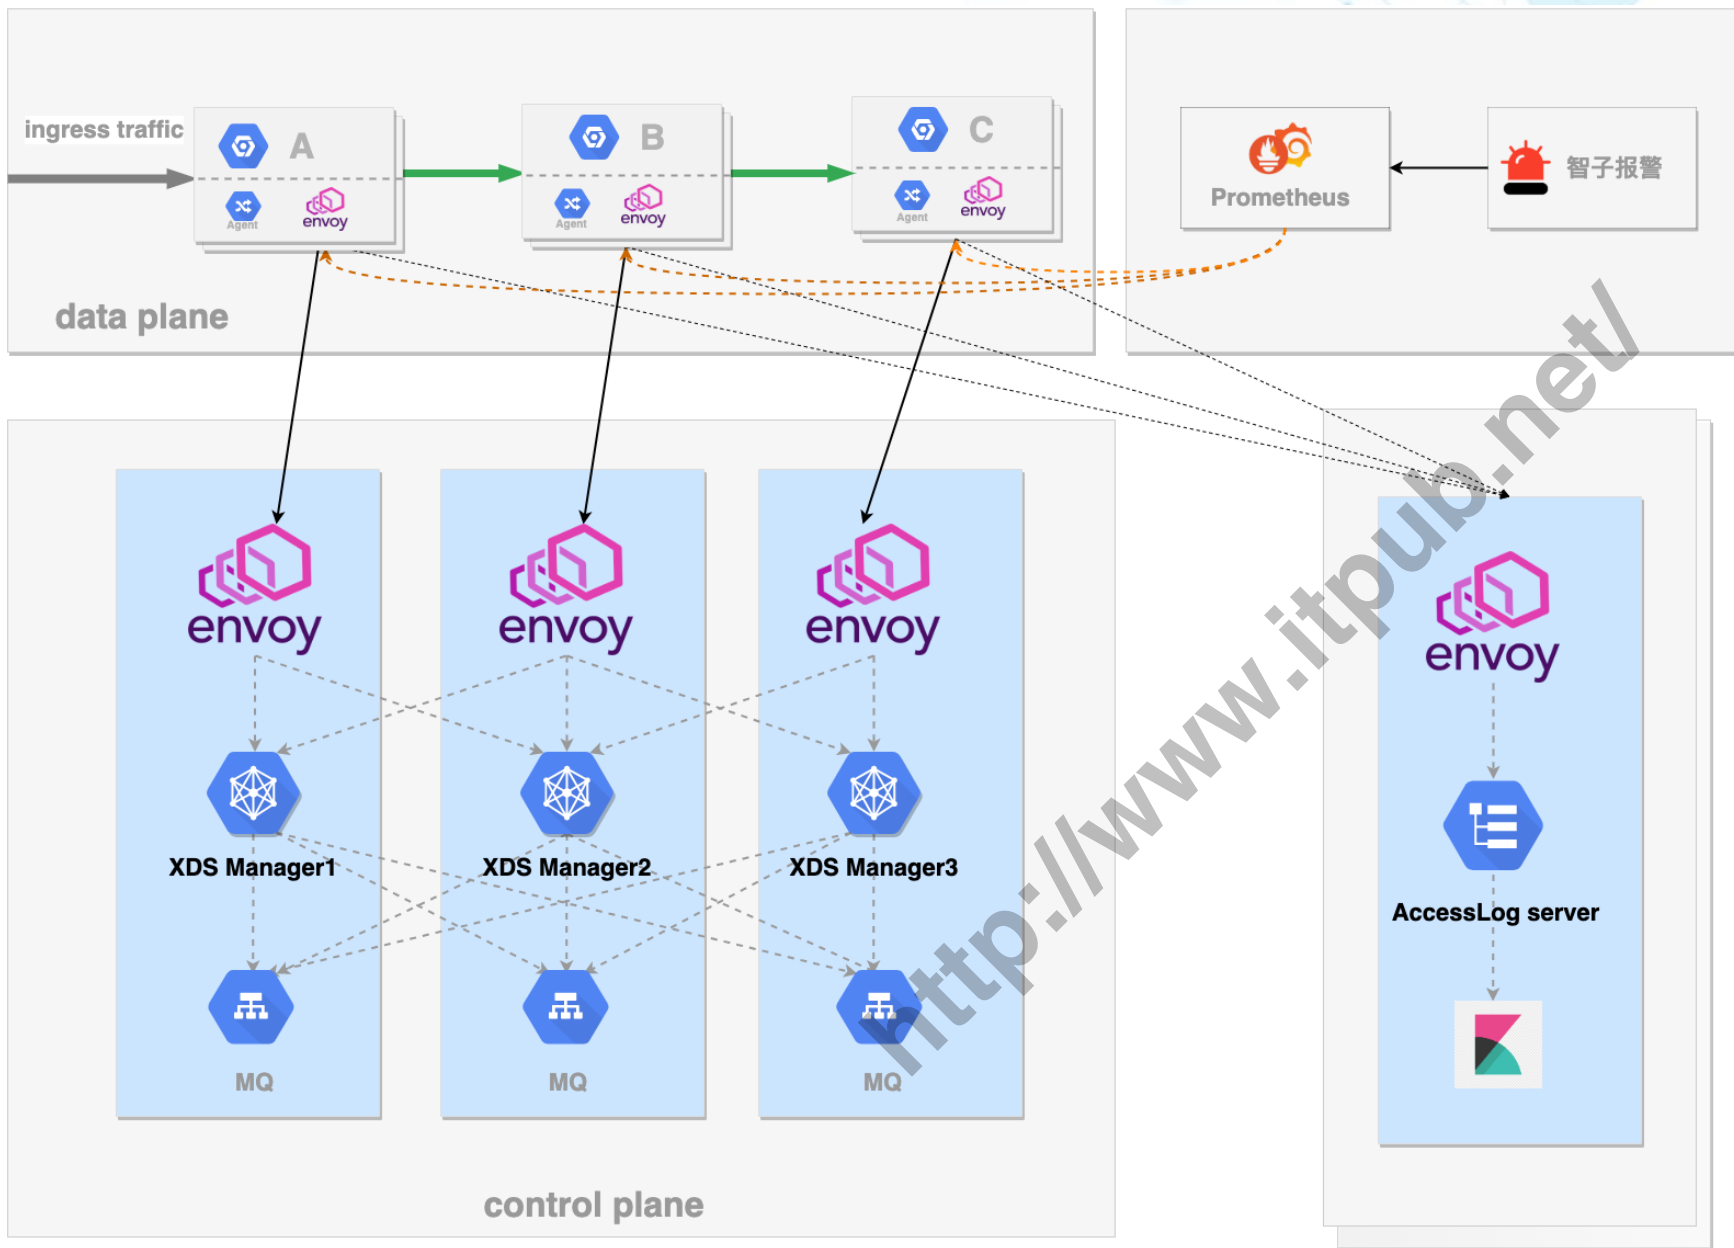 ingress traffic
A
B
C
Agent
envoy
Agent
envoy
Agent
envoy
data plane
Prometheus
智子报警
envoy
envoy
envoy
XDS Manager1
XDS Manager2
XDS Manager3
MQ
MQ
MQ
control plane
envoy
AccessLog server
http://www.itpub.net/